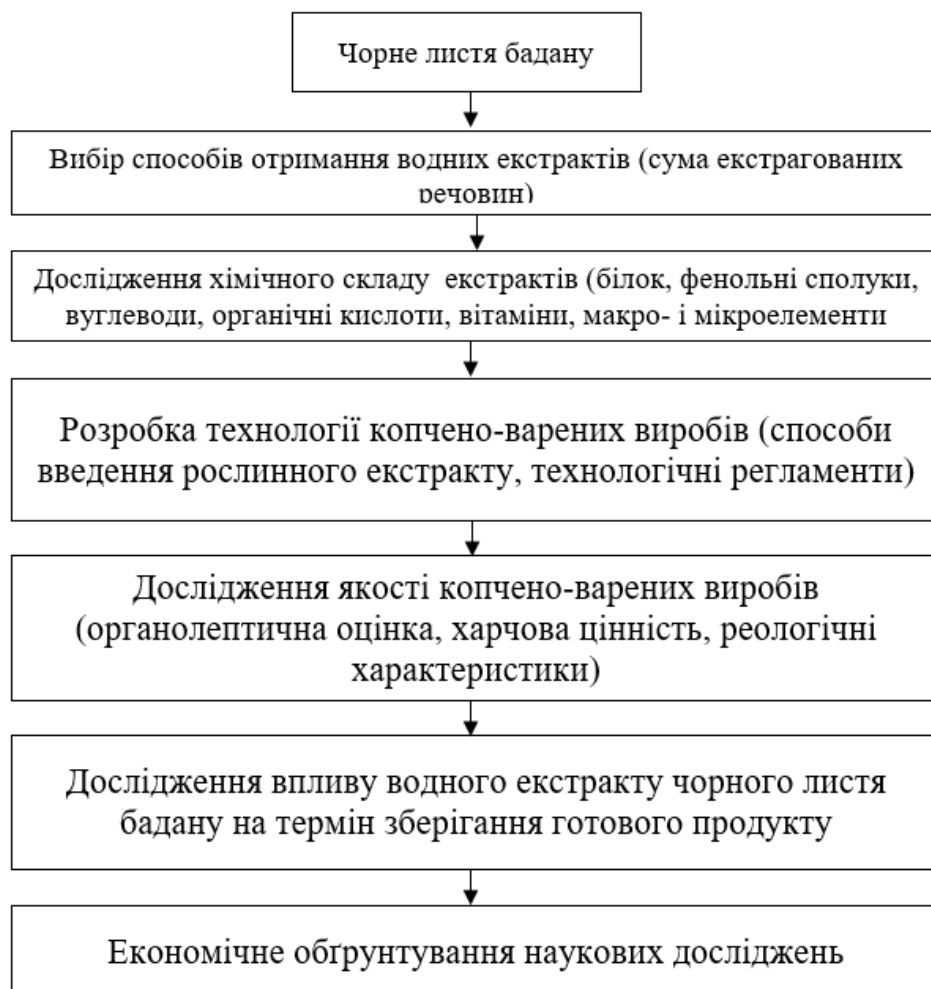 Чорне листя бадану
Вибір способів отримання водних екстрактів (сума екстрагованих
речовин)
Дослідження хімічного складу екстрактів (білок, фенольні сполуки,
вуглеводи, органічні кислоти, вітаміни, макро- і мікроелементи
Розробка технології копчено-варених виробів (способи
введення рослинного екстракту, технологічні регламенти)
Дослідження якості копчено-варених виробів
(органолептична оцінка, харчова цінність, реологічні
характеристики)
Дослідження впливу водного екстракту чорного листя
бадану на термін зберігання готового продукту
Економічне обґрунтування наукових досліджень